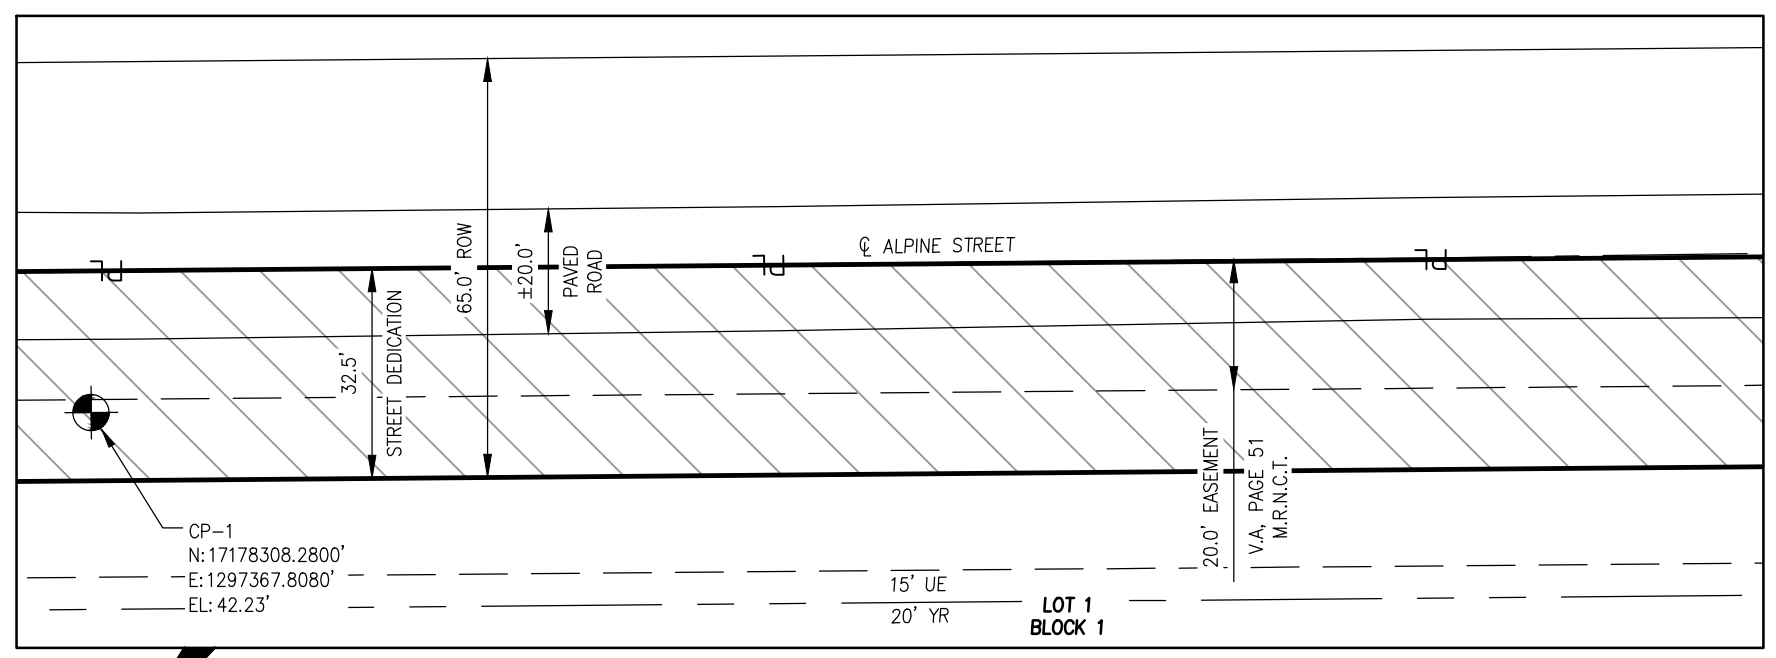 65.0' ROW
±20.0'
PAVED
ROAD
℄ ALPINE STREET
PL
PL
PL
32.5'
STREET DEDICATION
20.0' EASEMENT
V.A, PAGE 51
M.R.N.C.T.
CP-1
N:17178308.2800'
E:1297367.8080'
EL:42.23'
15' UE
20' YR
LOT 1
BLOCK 1